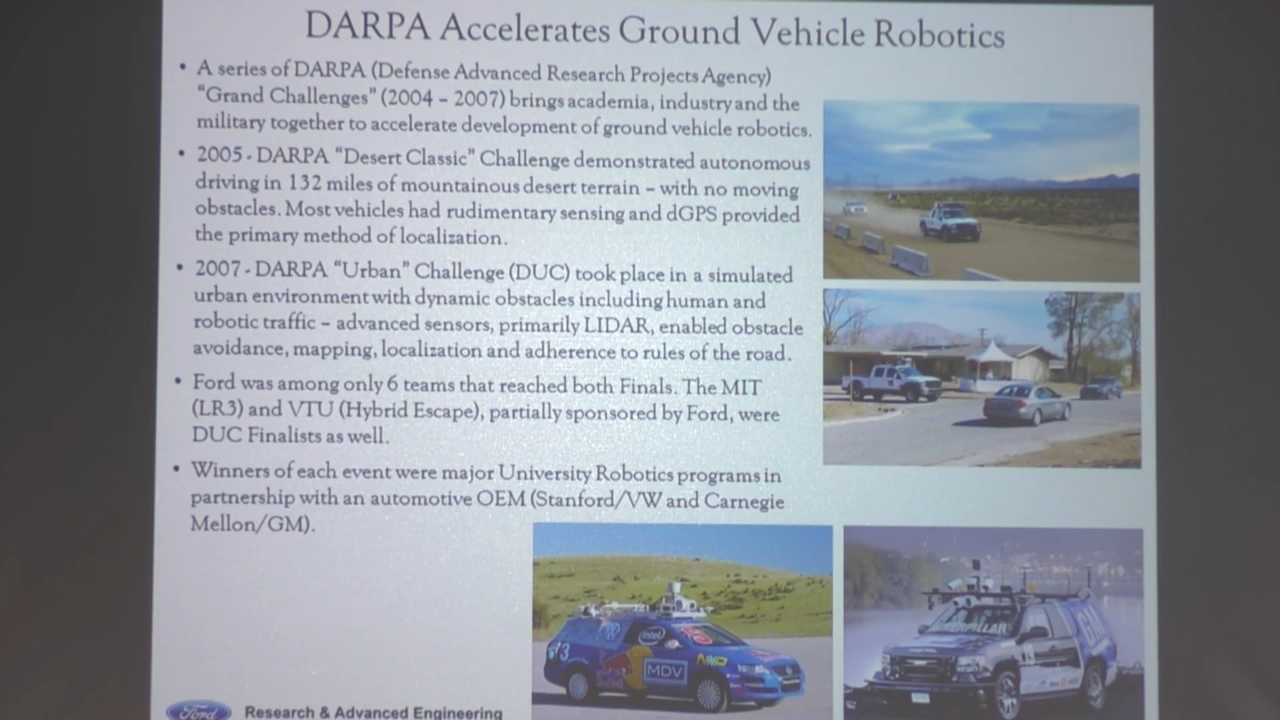 DARPA Accelerates Ground Vehicle Robotics
• A series of DARPA (Defense Advanced Research Projects Agency)
“Grand Challenges” (2004 – 2007) brings academia, industry and the
military together to accelerate development of ground vehicle robotics.
• 2005 - DARPA “Desert Classic” Challenge demonstrated autonomous
driving in 132 miles of mountainous desert terrain – with no moving
obstacles. Most vehicles had rudimentary sensing and dGPS provided
the primary method of localization.
• 2007 - DARPA “Urban” Challenge (DUC) took place in a simulated
urban environment with dynamic obstacles including human and
robotic traffic – advanced sensors, primarily LIDAR, enabled obstacle
avoidance, mapping, localization and adherence to rules of the road.
• Ford was among only 6 teams that reached both Finals. The MIT
(LR3) and VTU (Hybrid Escape), partially sponsored by Ford, were
DUC Finalists as well.
• Winners of each event were major University Robotics programs in
partnership with an automotive OEM (Stanford/VW and Caregie
Mellon/GM).
intel
MDV
GM
Ford
Research & Advanced Engineering